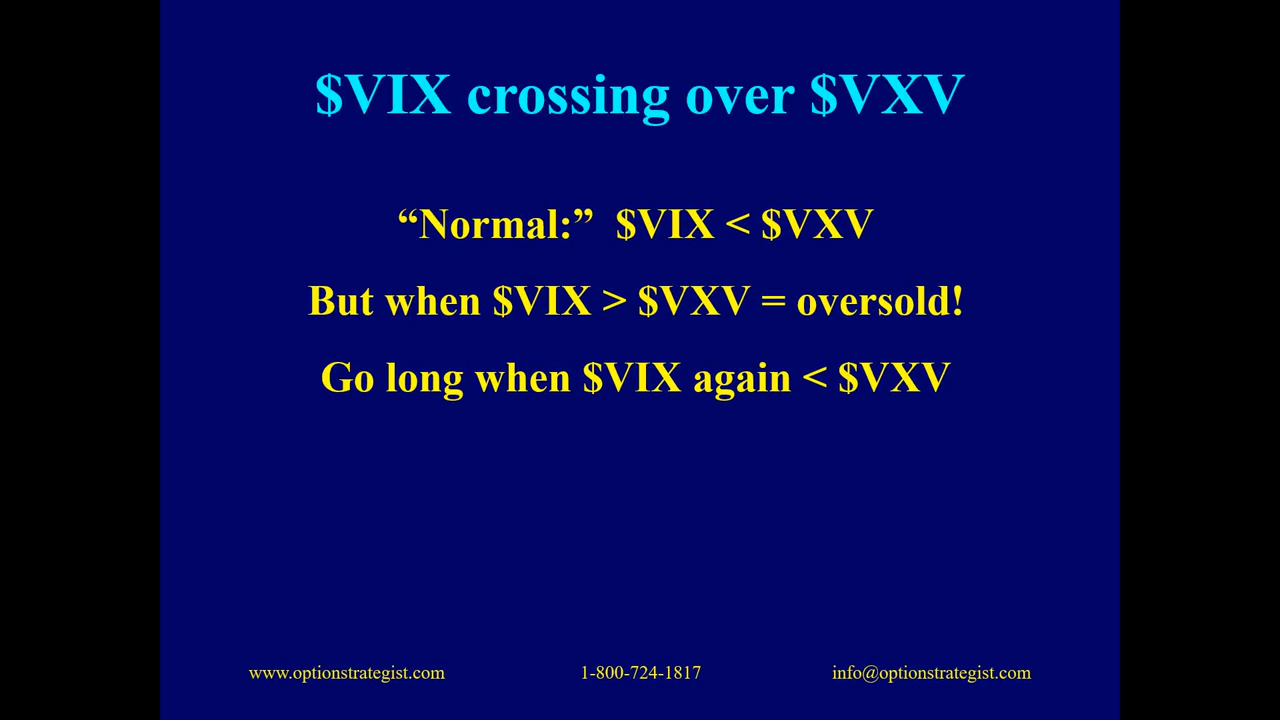 $VIX crossing over $VXV
“Normal:”  $VIX < $VXV
But when $VIX > $VXV = oversold!
Go long when $VIX again < $VXV
www.optionstrategist.com 1-800-724-1817 info@optionstrategist.com